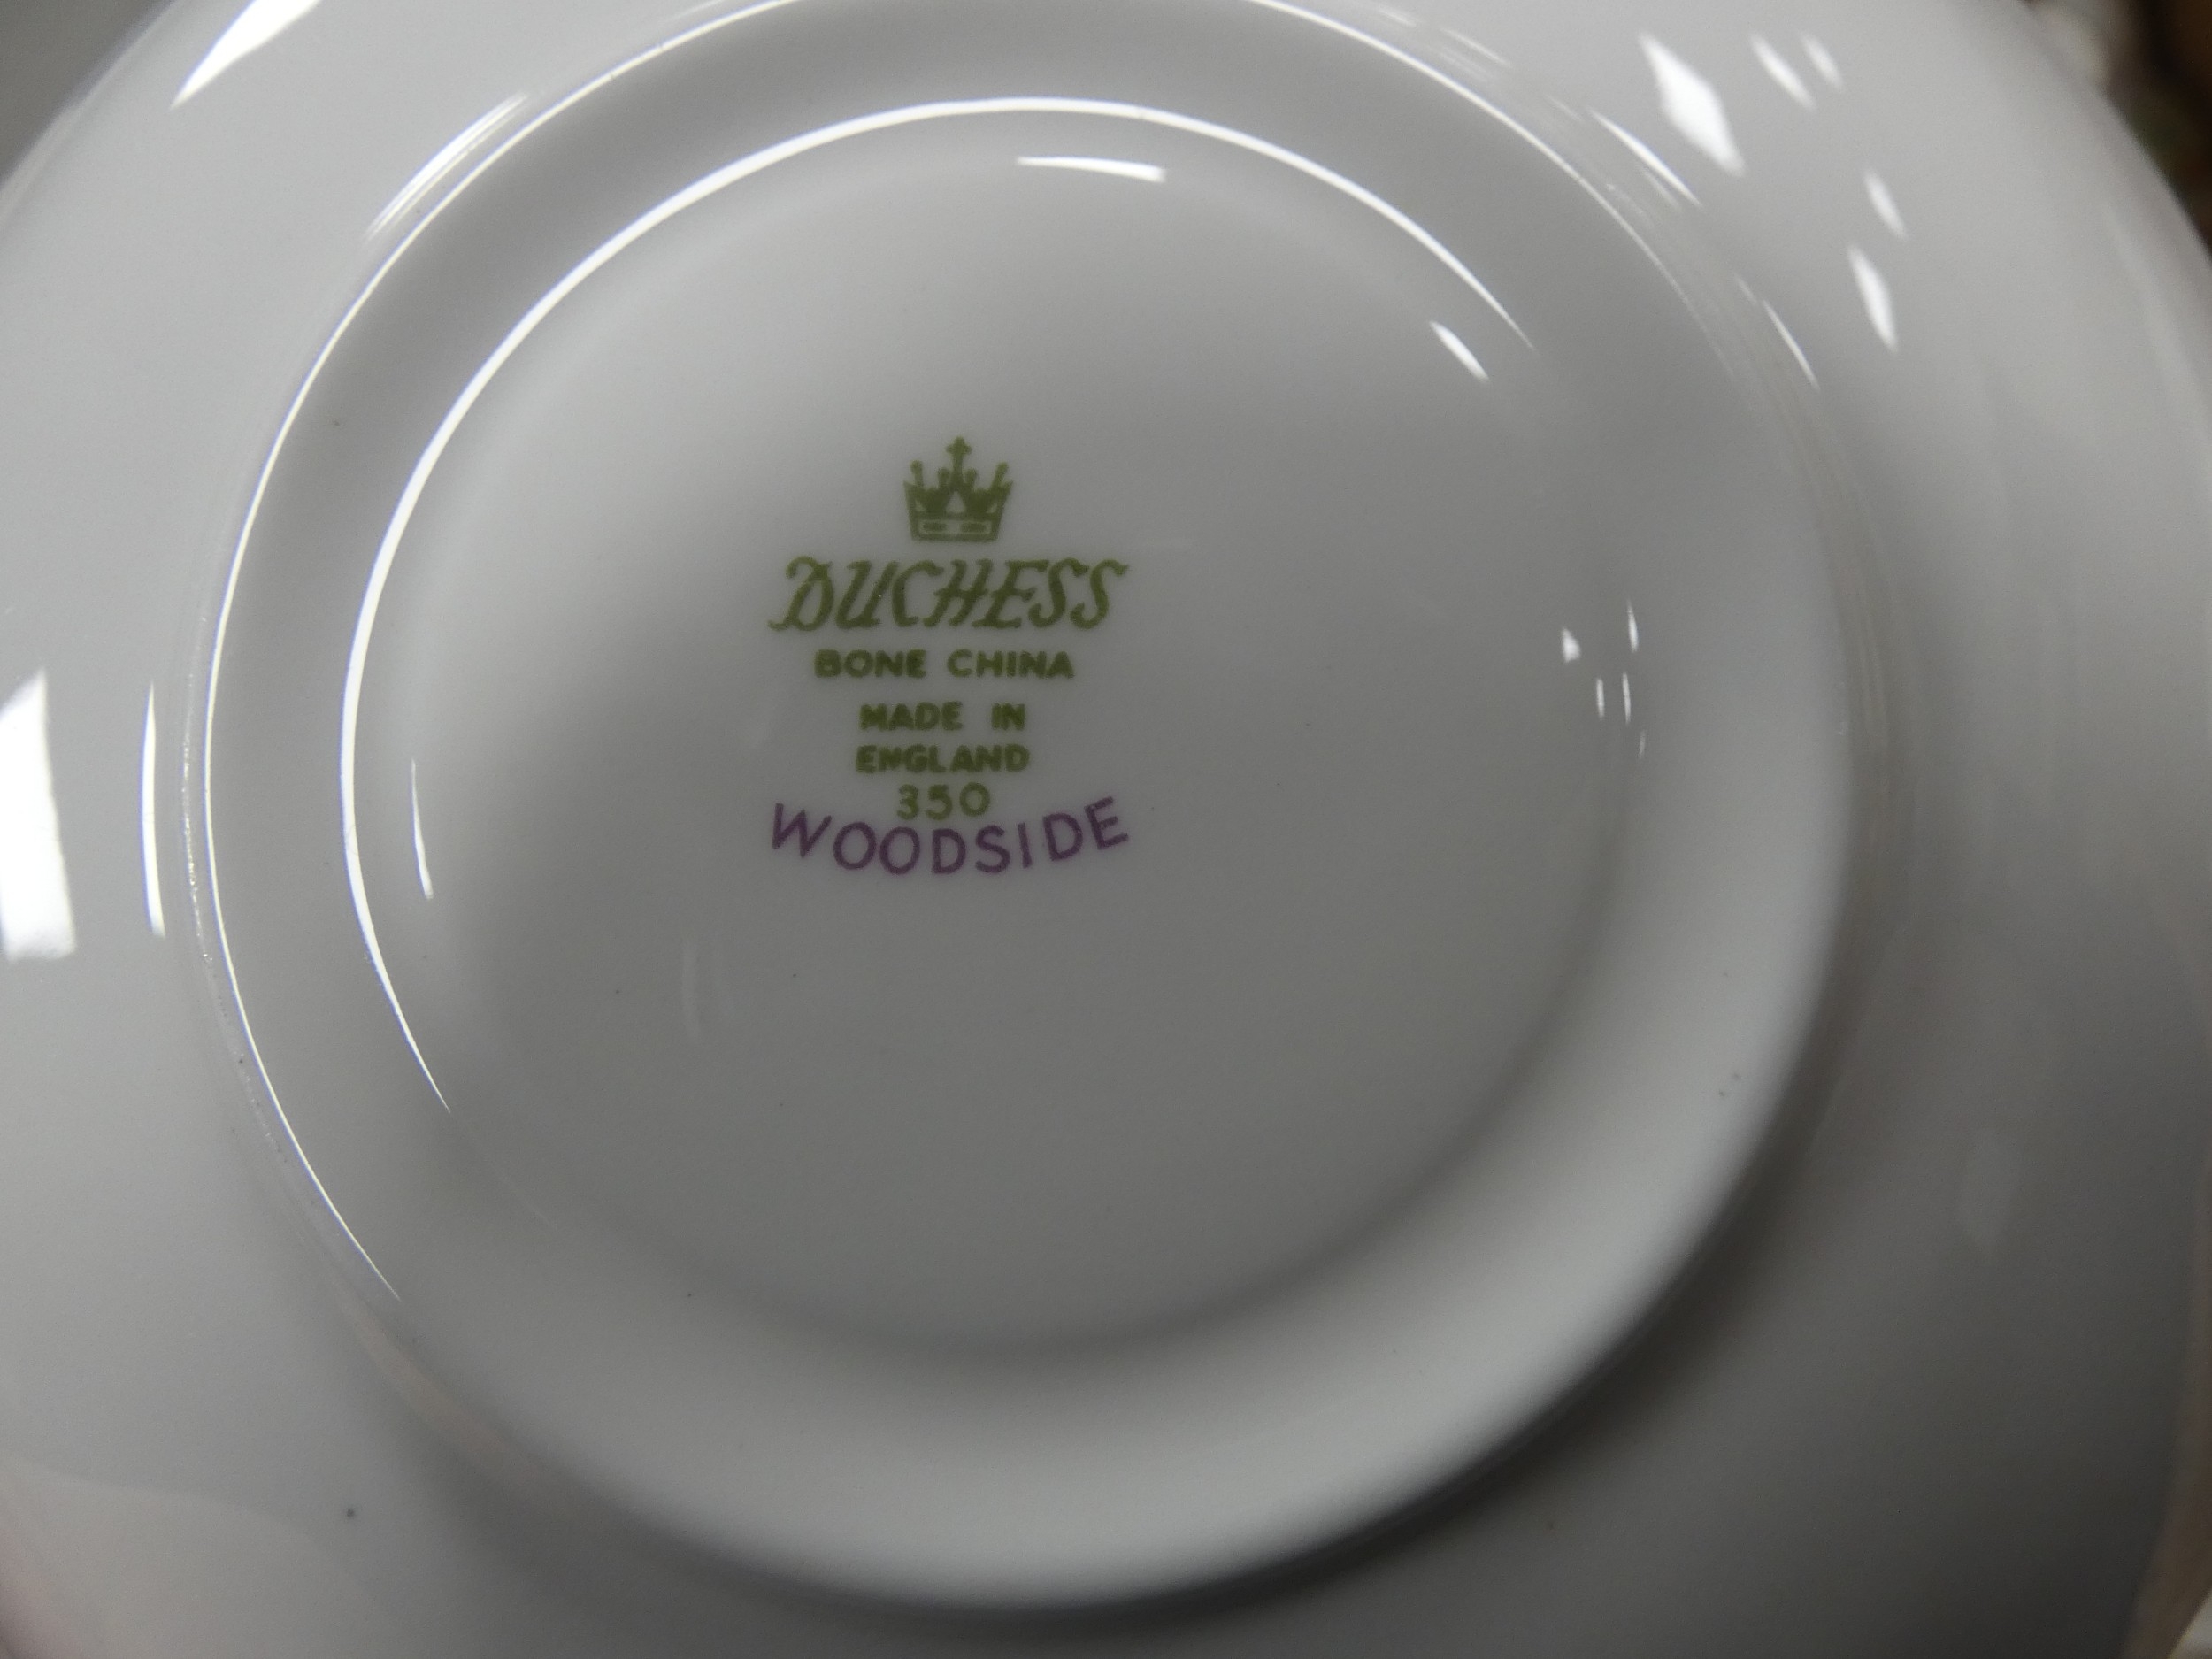 DUCHESS
BONE CHINA
MADE IN
ENGLAND
350
WOODSIDE